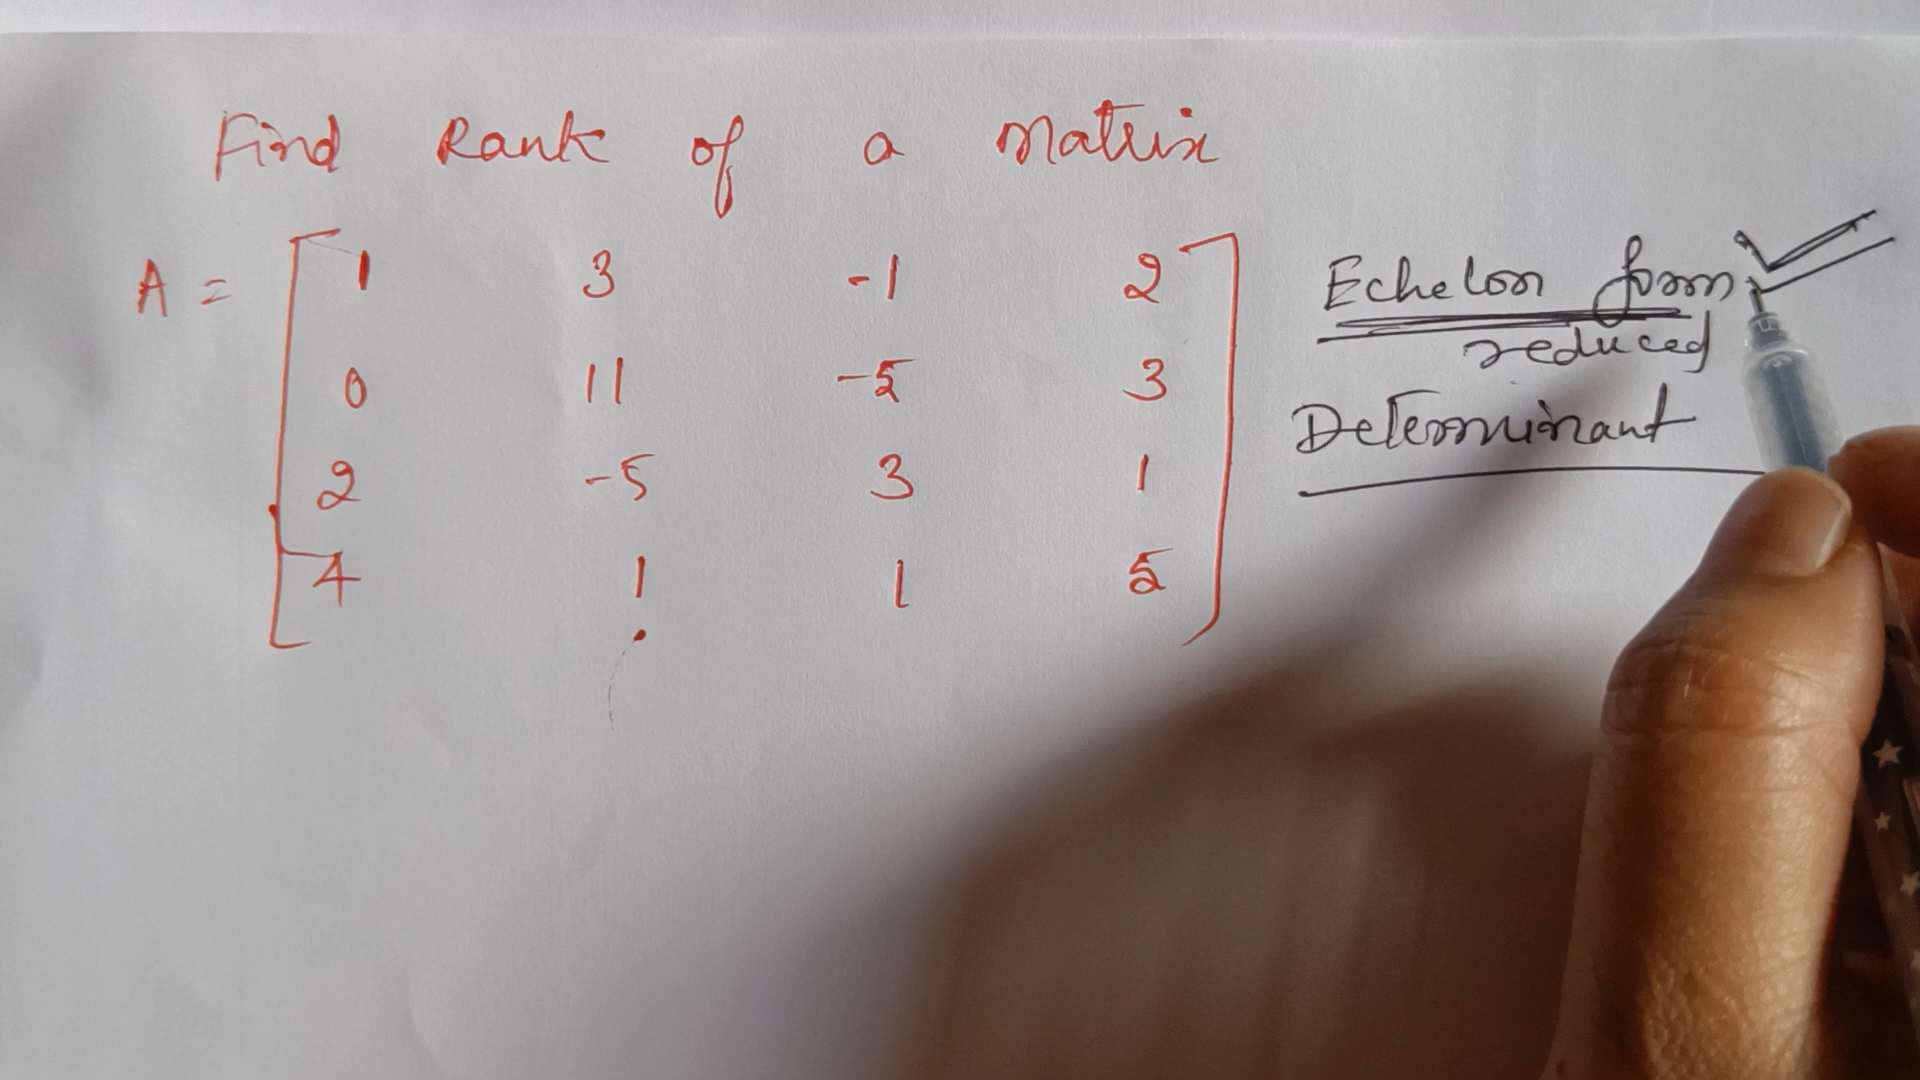 Find Rank of a Matrix
A = [ 1 3 -1 2
0 11 -5 3
2 -5 3 1
4 1 1 5 ]
Echelon form ✓
reduced
Determinant